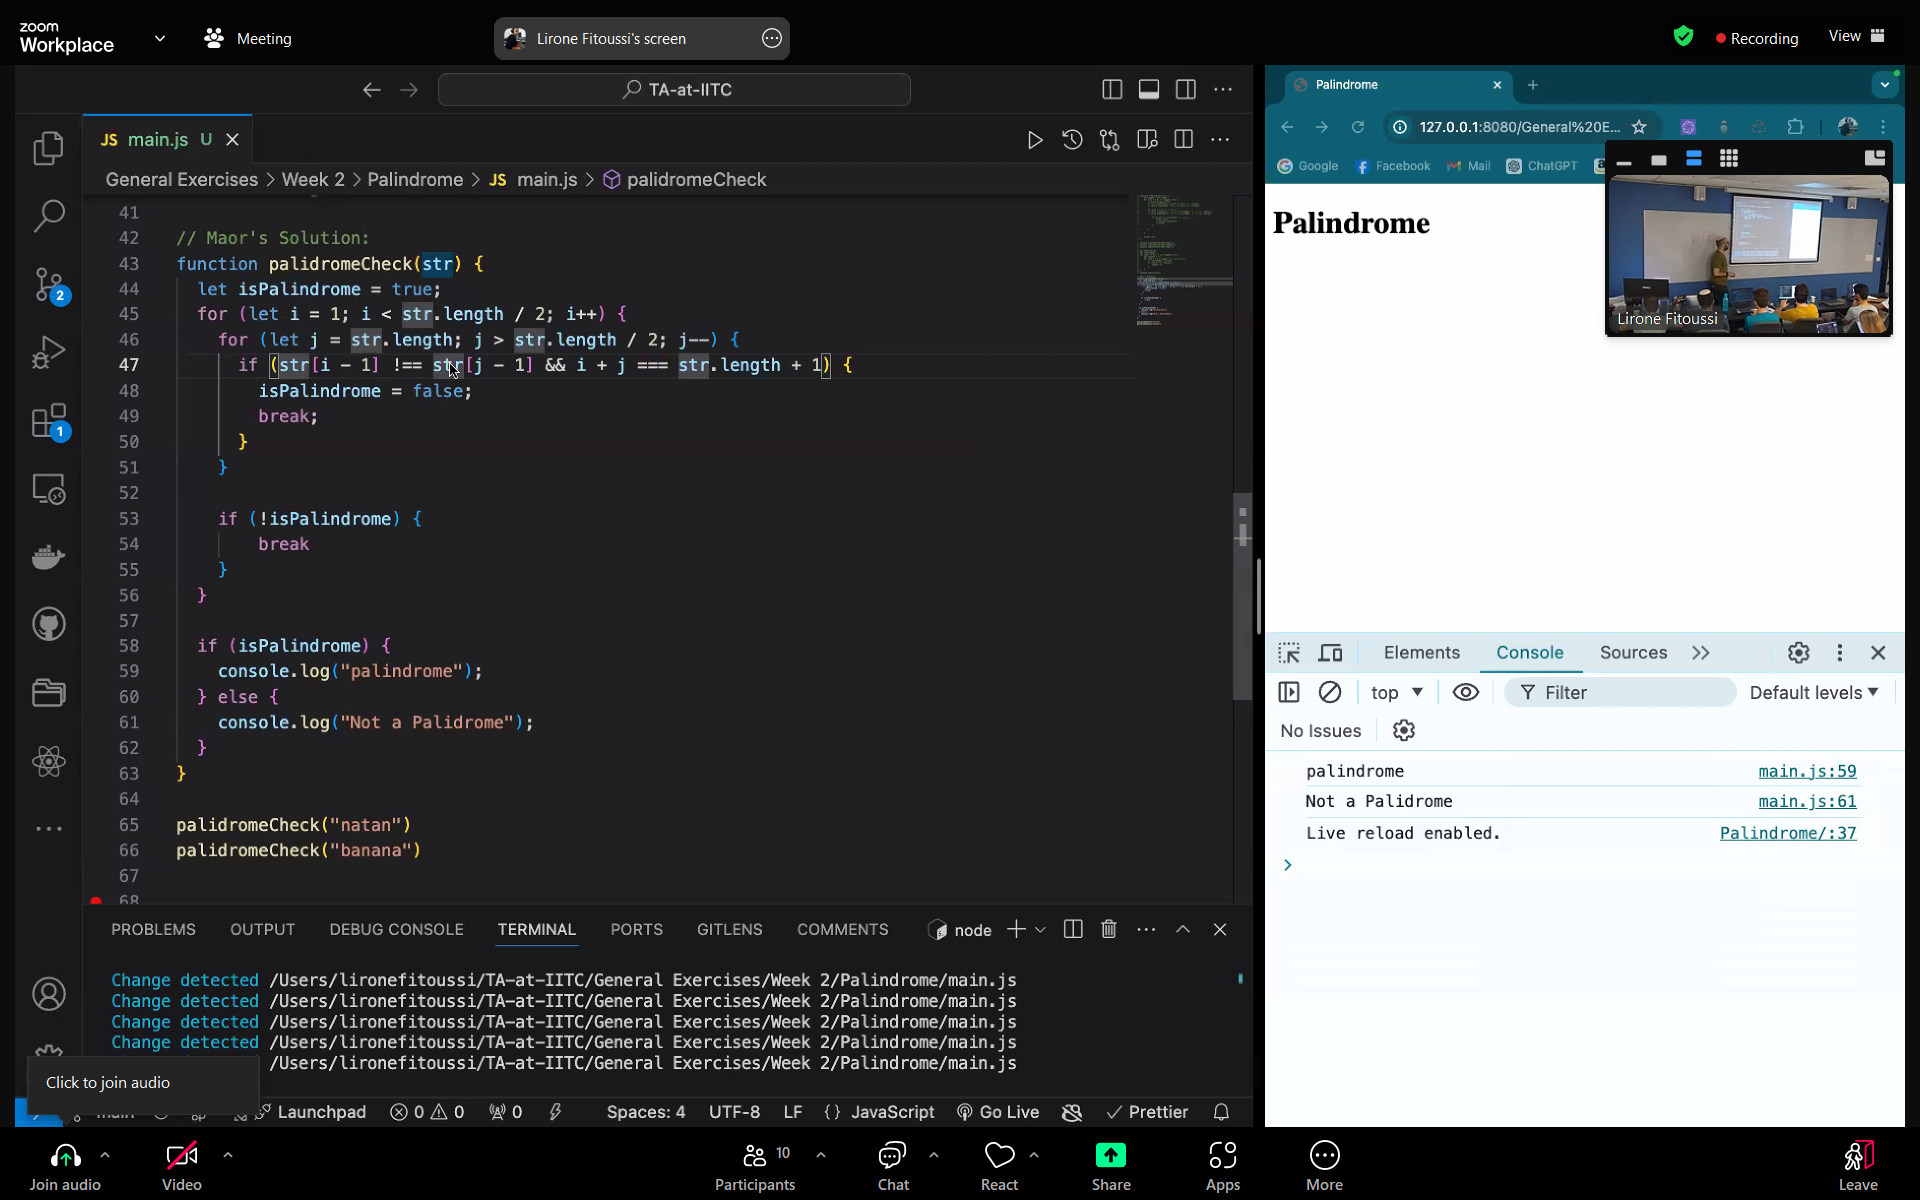 zoom
Workplace
Meeting
Lirone Fitoussi's screen
Recording
View
TA-at-IITC
JS main.js U
General Exercises > Week 2 > Palindrome > JS main.js > palidromeCheck
41
42 // Maor's Solution:
43 function palidromeCheck(str) {
44 let isPalindrome = true;
45 for (let i = 1; i < str.length / 2; i++) {
46 for (let j = str.length; j > str.length / 2; j--) {
47 if (str[i - 1] !== str[j - 1] && i + j === str.length + 1) {
48 isPalindrome = false;
49 break;
50 }
51 }
52
53 if (!isPalindrome) {
54 break
55 }
56 }
57
58 if (isPalindrome) {
59 console.log("palindrome");
60 } else {
61 console.log("Not a Palidrome");
62 }
63 }
64
65 palidromeCheck("natan")
66 palidromeCheck("banana")
67
68
2
1
PROBLEMS OUTPUT DEBUG CONSOLE TERMINAL PORTS GITLENS COMMENTS node
Change detected /Users/lironefitoussi/TA-at-IITC/General Exercises/Week 2/Palindrome/main.js
Change detected /Users/lironefitoussi/TA-at-IITC/General Exercises/Week 2/Palindrome/main.js
Change detected /Users/lironefitoussi/TA-at-IITC/General Exercises/Week 2/Palindrome/main.js
Change detected /Users/lironefitoussi/TA-at-IITC/General Exercises/Week 2/Palindrome/main.js
/Users/lironefitoussi/TA-at-IITC/General Exercises/Week 2/Palindrome/main.js
Click to join audio
main Launchpad 0 0 0 Spaces: 4 UTF-8 LF {} JavaScript Go Live Prettier
Palindrome
127.0.0.1:8080/General%20E...
Google Facebook Mail ChatGPT
Palindrome
Lirone Fitoussi
Elements Console Sources
top Filter Default levels
No Issues
palindrome main.js:59
Not a Palidrome main.js:61
Live reload enabled. Palindrome/:37
Join audio
Video
10
Participants
Chat
React
Share
Apps
More
Leave